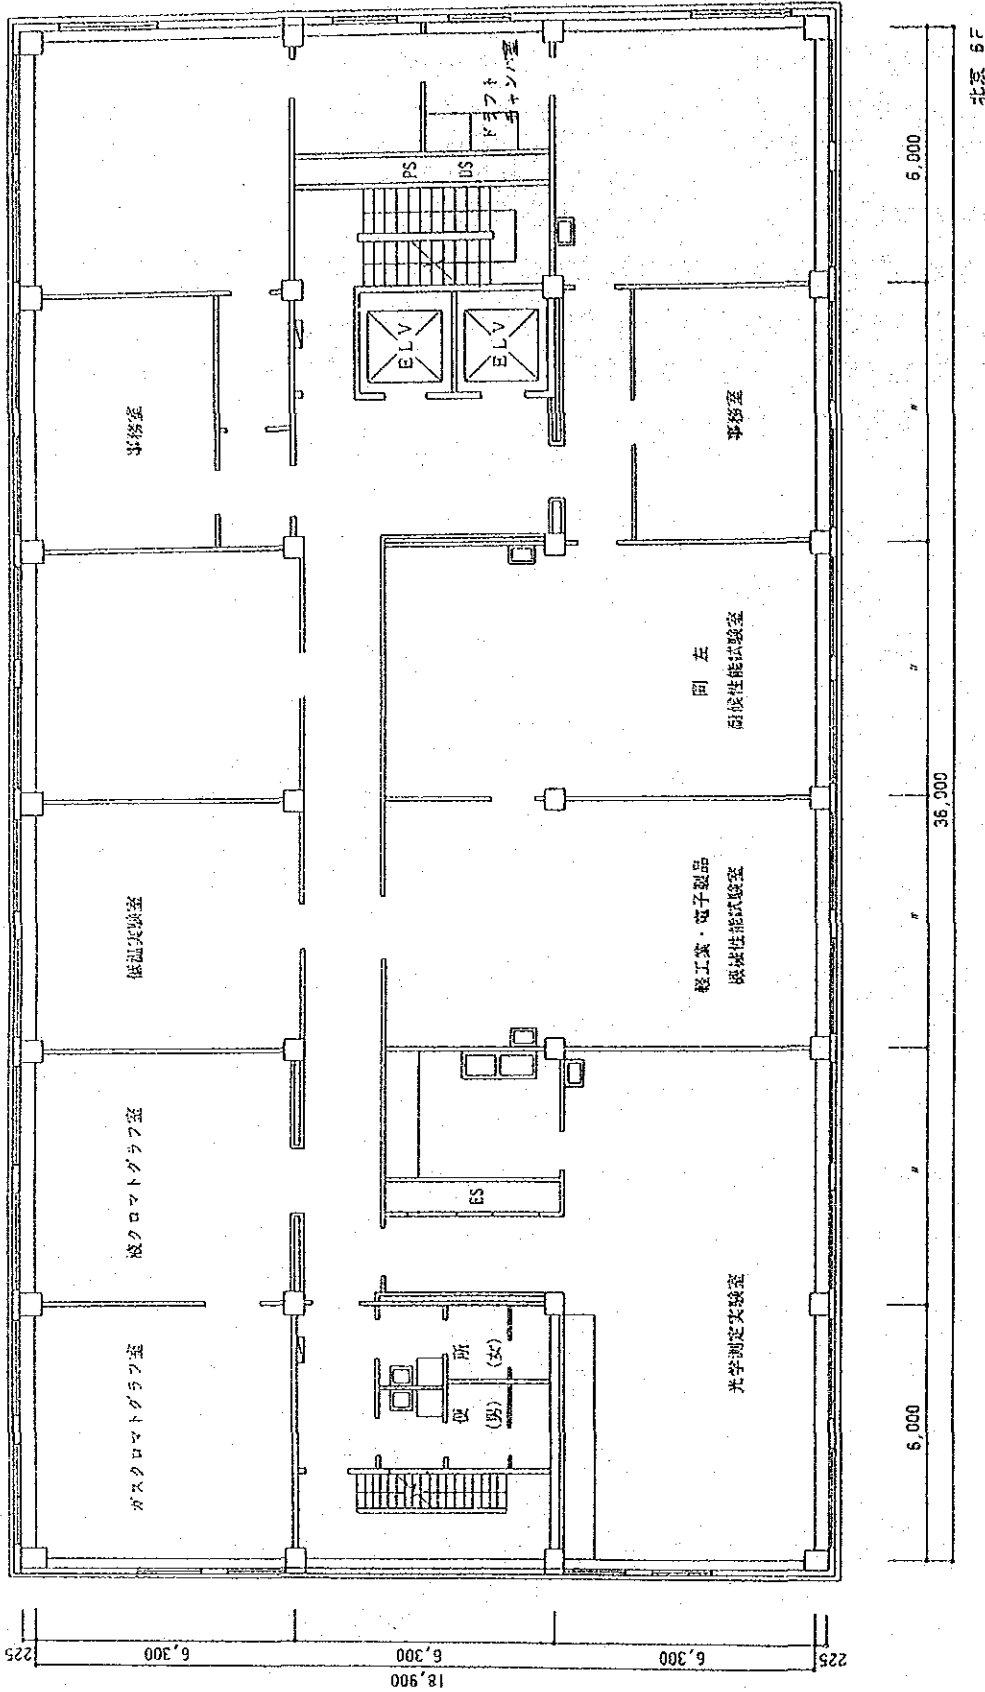 ガスクロマトグラフ室
液クロマトグラフ室
低温実験室
事務室
便 所
(男) (女)
ES
ELV
ELV
PS
DS
ドラフト
チャンバ室
光学測定実験室
軽工業・電子製品
機械性能試験室
同 左
耐候性能試験室
事務室
6,000
〃
〃
〃
〃
6,000
36,000
225
6,300
6,300
6,300
225
18,900
北京 6F